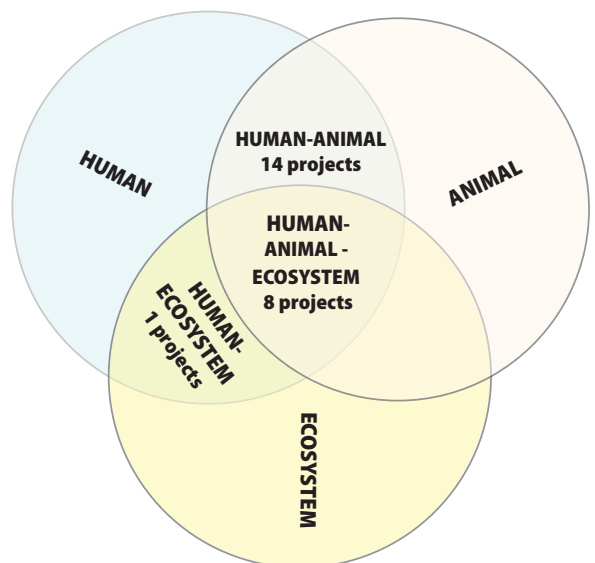 HUMAN
HUMAN-ANIMAL
14 projects
ANIMAL
HUMAN-
ANIMAL -
ECOSYSTEM
8 projects
HUMAN-
ECOSYSTEM
1 projects
ECOSYSTEM